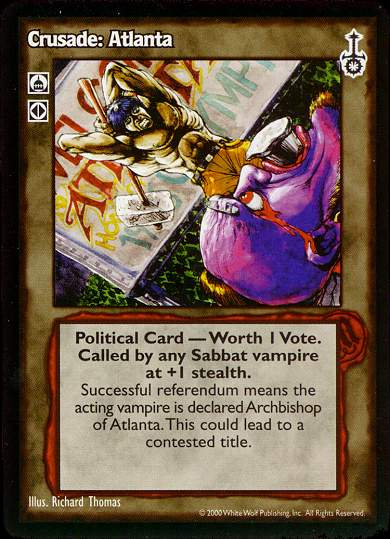 Crusade: Atlanta
Political Card — Worth 1 Vote.
Called by any Sabbat vampire
at +1 stealth.
Successful referendum means the
acting vampire is declared Archbishop
of Atlanta. This could lead to a
contested title.
Illus. Richard Thomas
© 2000 White Wolf Publishing, Inc. All Rights Reserved.